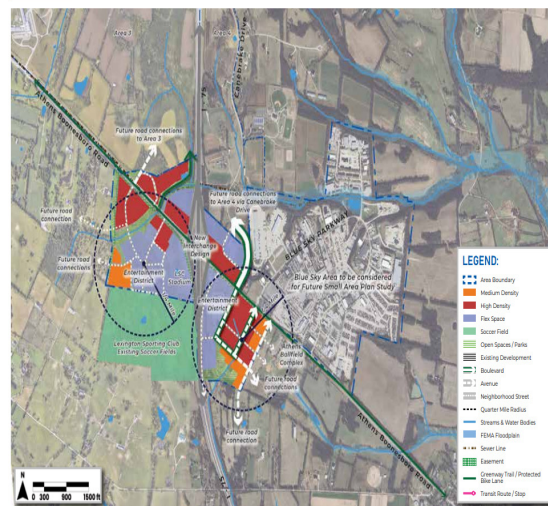 Area 3
Canebrake Drive
I - 75
Athens Boonesboro Road
Future road connections
to Area 3
Future road connections
to Area 4 via Canebrake
Drive
Future road
connection
New
Interchange
Design
BLUE SKY PARKWAY
Blue Sky Area to be considered
for Future Small Area Plan Study
Future road
connections
Entertainment
District
LSC
Stadium
Entertainment
District
Lexington Sporting Club
Existing Soccer Fields
Athens
Ballfield
Complex
Future road
connections
Future road
connection
Athens Boonesboro Road
I - 75
LEGEND:
Area Boundary
Medium Density
High Density
Flex Space
Soccer Field
Open Spaces / Parks
Existing Development
Boulevard
Avenue
Neighborhood Street
Quarter Mile Radius
Streams & Water Bodies
FEMA Floodplain
Sewer Line
Easement
Greenway Trail / Protected
Bike Lane
Transit Route / Stop
N
0 300 900 1500 ft